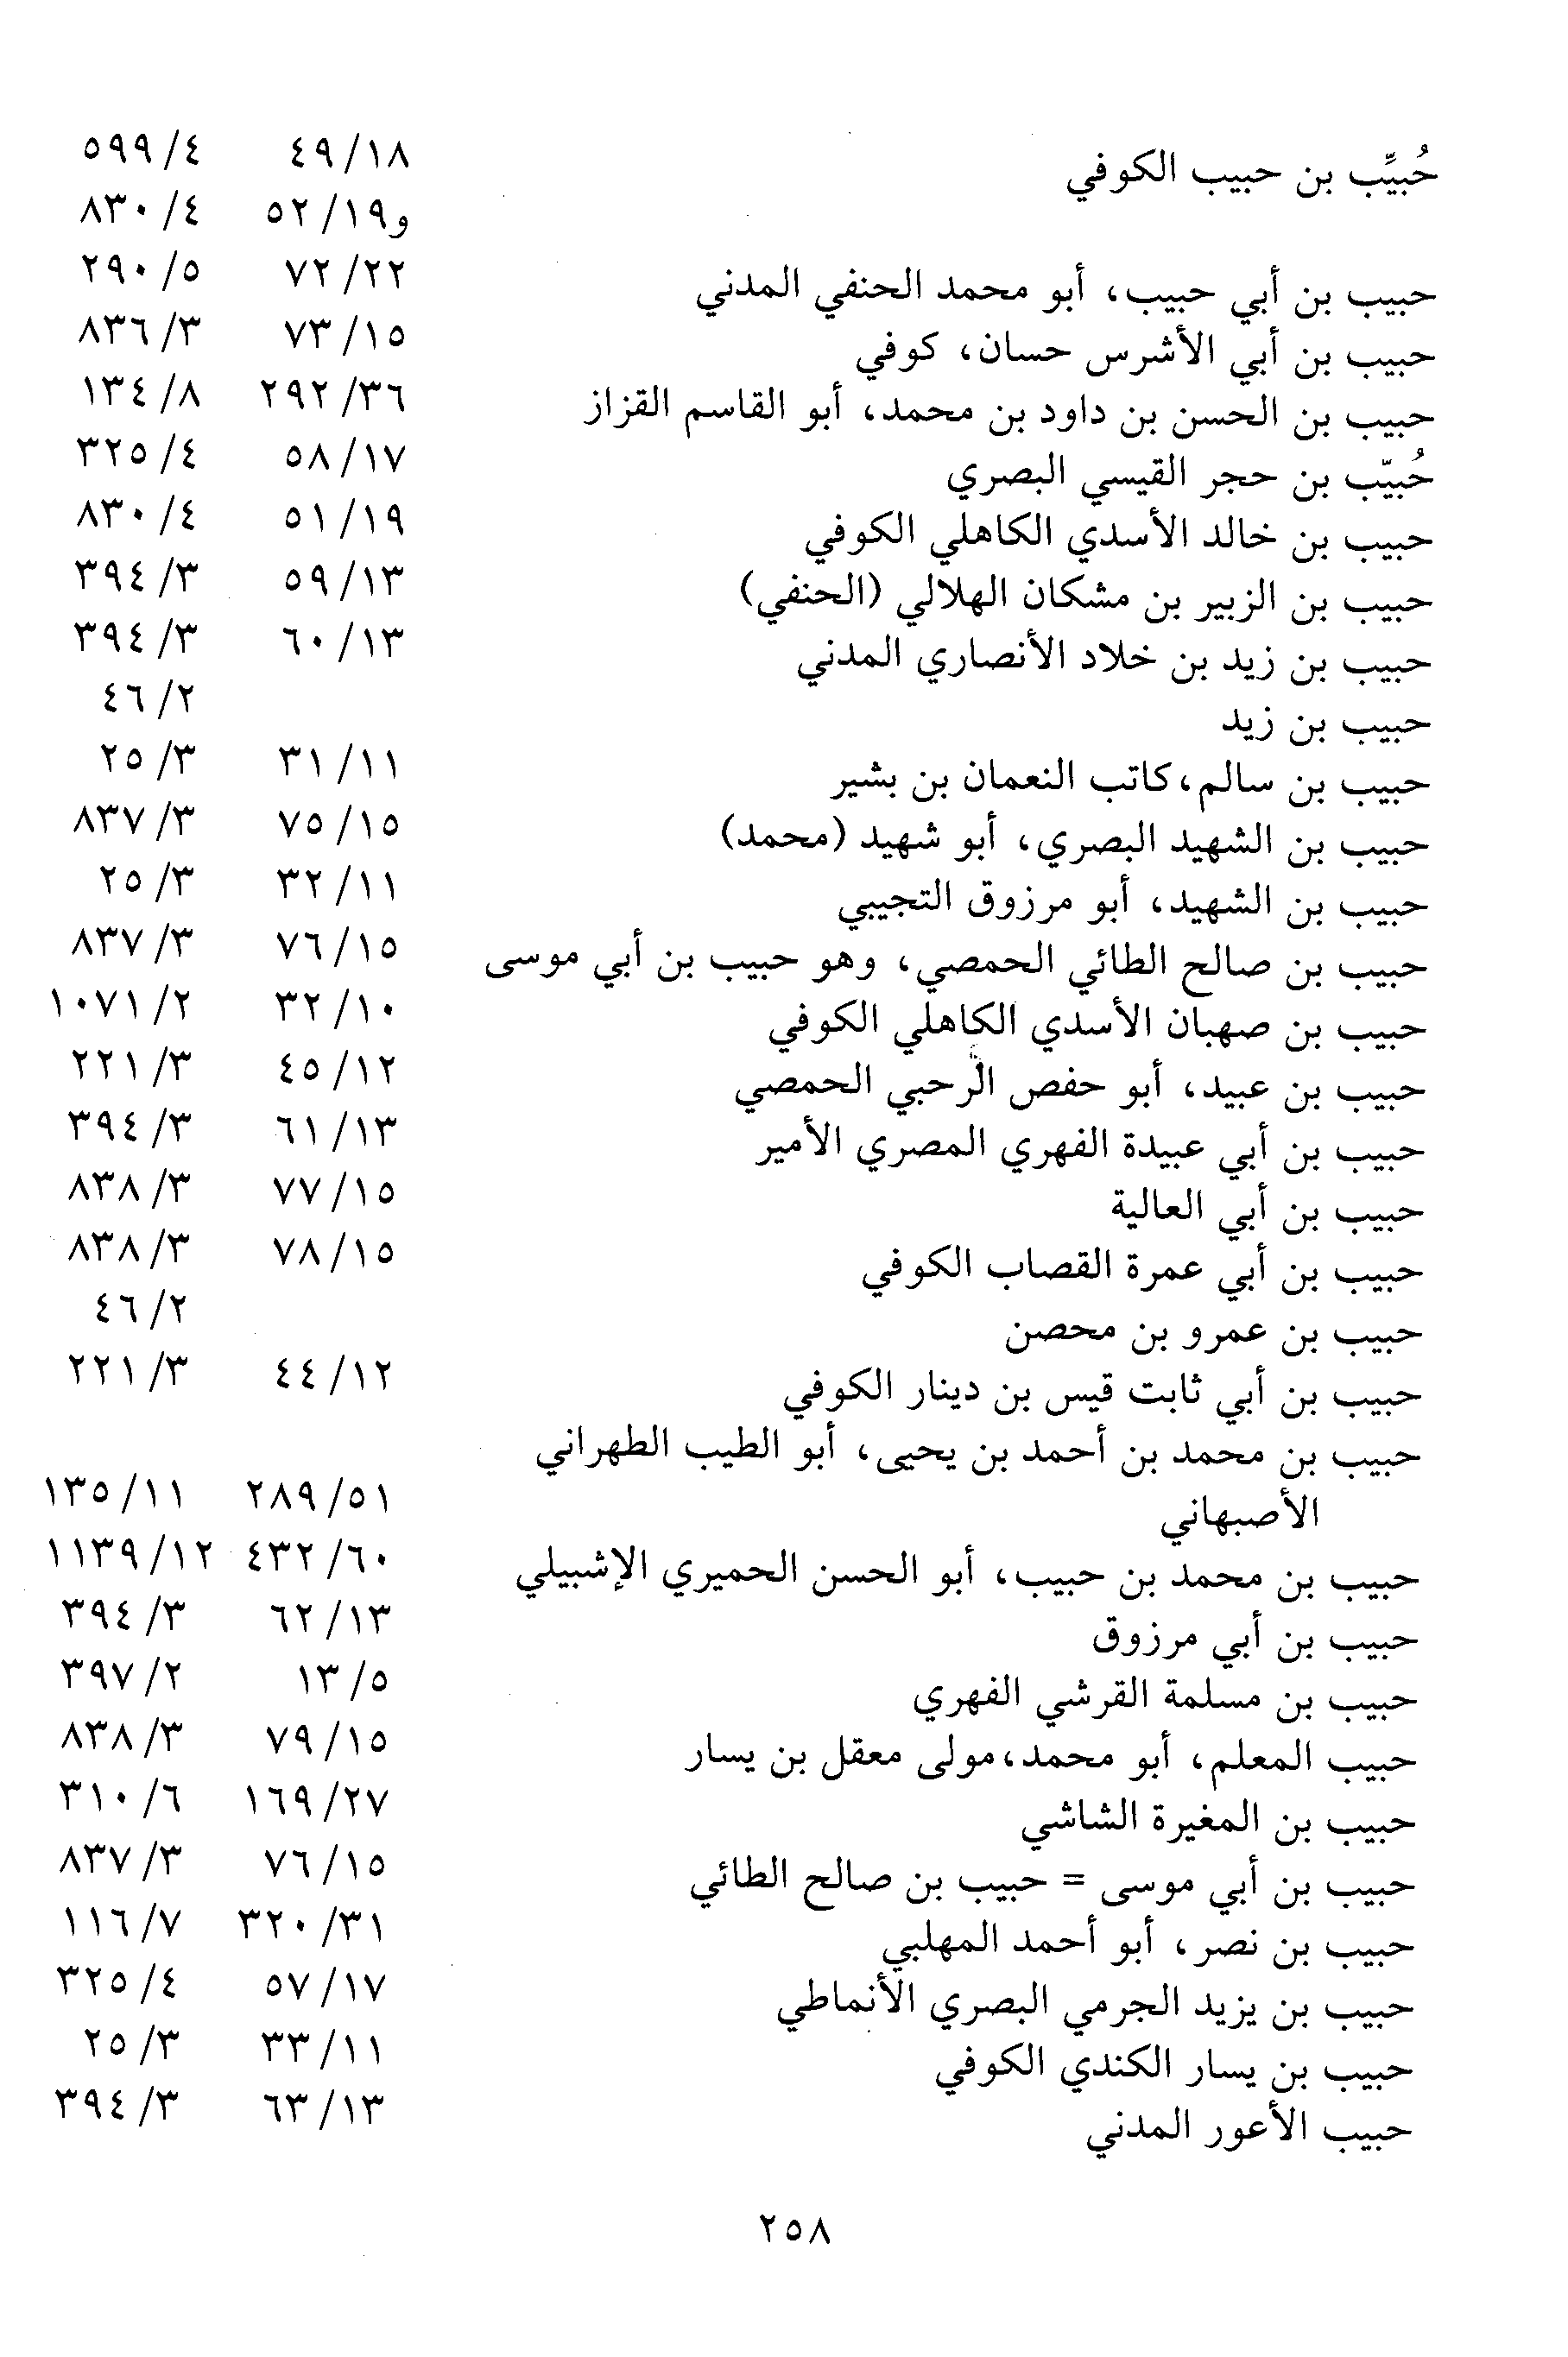 حُبيِّب بن حبيب الكوفي ١٨/ ٤٩ ٤/ ٥٩٩
و١٩/ ٥٢ ٤/ ٨٣٠
حبيب بن أبي حبيب، أبو محمد الحنفي المدني ٢٢/ ٧٢ ٥/ ٢٩٠
حبيب بن أبي الأشرس حسان، كوفي ١٥/ ٧٣ ٣/ ٨٣٦
حبيب بن الحسن بن داود بن محمد، أبو القاسم القزاز ٣٦/ ٢٩٢ ٨/ ١٣٤
حُبيّب بن حجر القيسي البصري ١٧/ ٥٨ ٤/ ٣٢٥
حبيب بن خالد الأسدي الكاهلي الكوفي ١٩/ ٥١ ٤/ ٨٣٠
حبيب بن الزبير بن مشكان الهلالي (الحنفي) ١٣/ ٥٩ ٣/ ٣٩٤
حبيب بن زيد بن خلاد الأنصاري المدني ١٣/ ٦٠ ٣/ ٣٩٤
حبيب بن زيد ٢/ ٤٦
حبيب بن سالم، كاتب النعمان بن بشير ١١/ ٣١ ٣/ ٢٥
حبيب بن الشهيد البصري، أبو شهيد (محمد) ١٥/ ٧٥ ٣/ ٨٣٧
حبيب بن الشهيد، أبو مرزوق التجيبي ١١/ ٣٢ ٣/ ٢٥
حبيب بن صالح الطائي الحمصي، وهو حبيب بن أبي موسى ١٥/ ٧٦ ٣/ ٨٣٧
حبيب بن صهبان الأسدي الكاهلي الكوفي ١٠/ ٣٢ ٢/ ١٠٧١
حبيب بن عبيد، أبو حفص الرحبي الحمصي ١٢/ ٤٥ ٣/ ٢٢١
حبيب بن أبي عبيدة الفهري المصري الأمير ١٣/ ٦١ ٣/ ٣٩٤
حبيب بن أبي العالية ١٥/ ٧٧ ٣/ ٨٣٨
حبيب بن أبي عمرة القصاب الكوفي ١٥/ ٧٨ ٣/ ٨٣٨
حبيب بن عمرو بن محصن ٢/ ٤٦
حبيب بن أبي ثابت قيس بن دينار الكوفي ١٢/ ٤٤ ٣/ ٢٢١
حبيب بن محمد بن أحمد بن يحيى، أبو الطيب الطهراني
الأصبهاني ٥١/ ٢٨٩ ١١/ ١٣٥
حبيب بن محمد بن حبيب، أبو الحسن الحميري الإشبيلي ٦٠/ ٤٣٢ ١٢/ ١١٣٩
حبيب بن أبي مرزوق ١٣/ ٦٢ ٣/ ٣٩٤
حبيب بن مسلمة القرشي الفهري ٥/ ١٣ ٢/ ٣٩٧
حبيب المعلم، أبو محمد، مولى معقل بن يسار ١٥/ ٧٩ ٣/ ٨٣٨
حبيب بن المغيرة الشاشي ٢٧/ ١٦٩ ٦/ ٣١٠
حبيب بن أبي موسى = حبيب بن صالح الطائي ١٥/ ٧٦ ٣/ ٨٣٧
حبيب بن نصر، أبو أحمد المهلبي ٣١/ ٣٢٠ ٧/ ١١٦
حبيب بن يزيد الجرمي البصري الأنماطي ١٧/ ٥٧ ٤/ ٣٢٥
حبيب بن يسار الكندي الكوفي ١١/ ٣٣ ٣/ ٢٥
حبيب الأعور المدني ١٣/ ٦٣ ٣/ ٣٩٤
٢٥٨